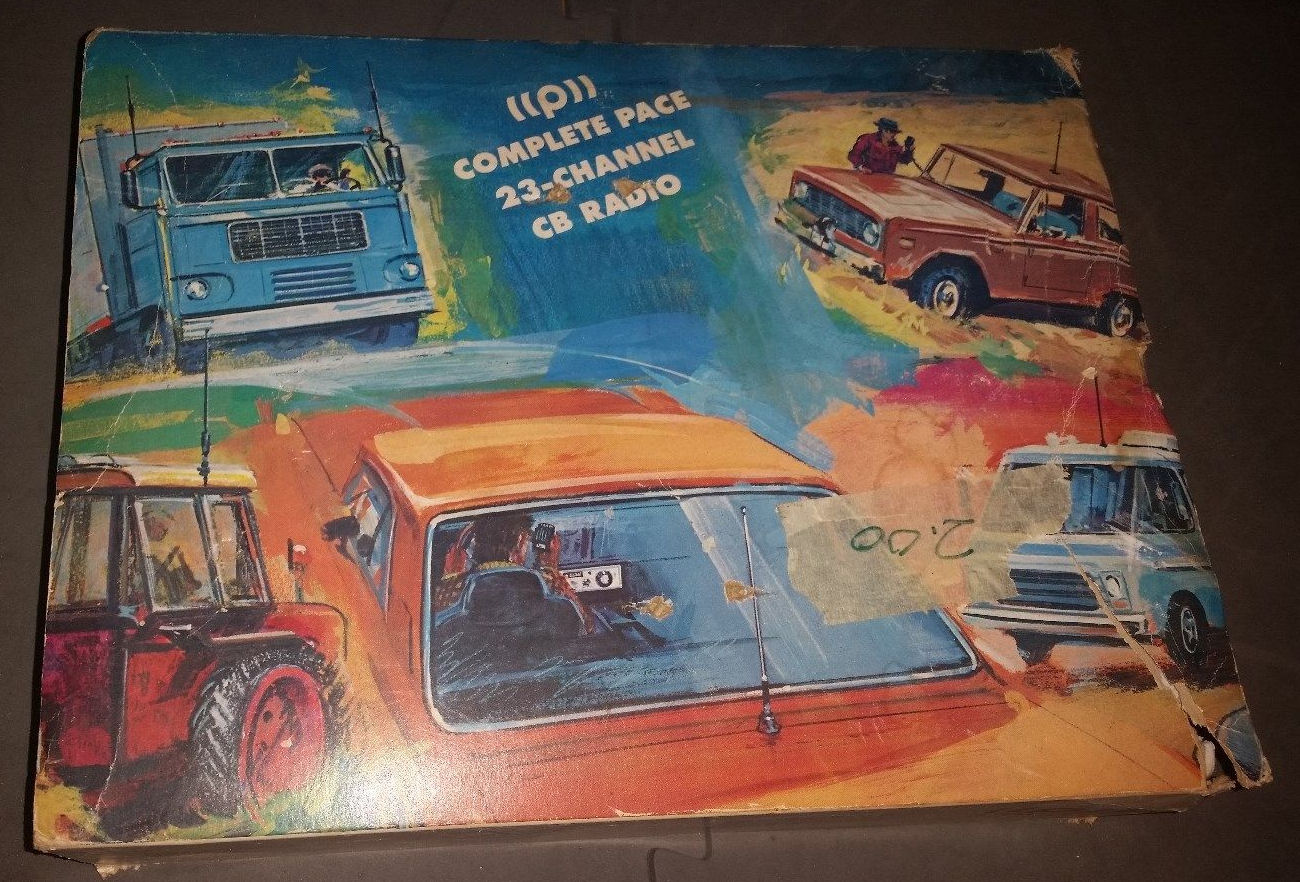 ((p))
COMPLETE PACE
23-CHANNEL
CB RADIO
2.00